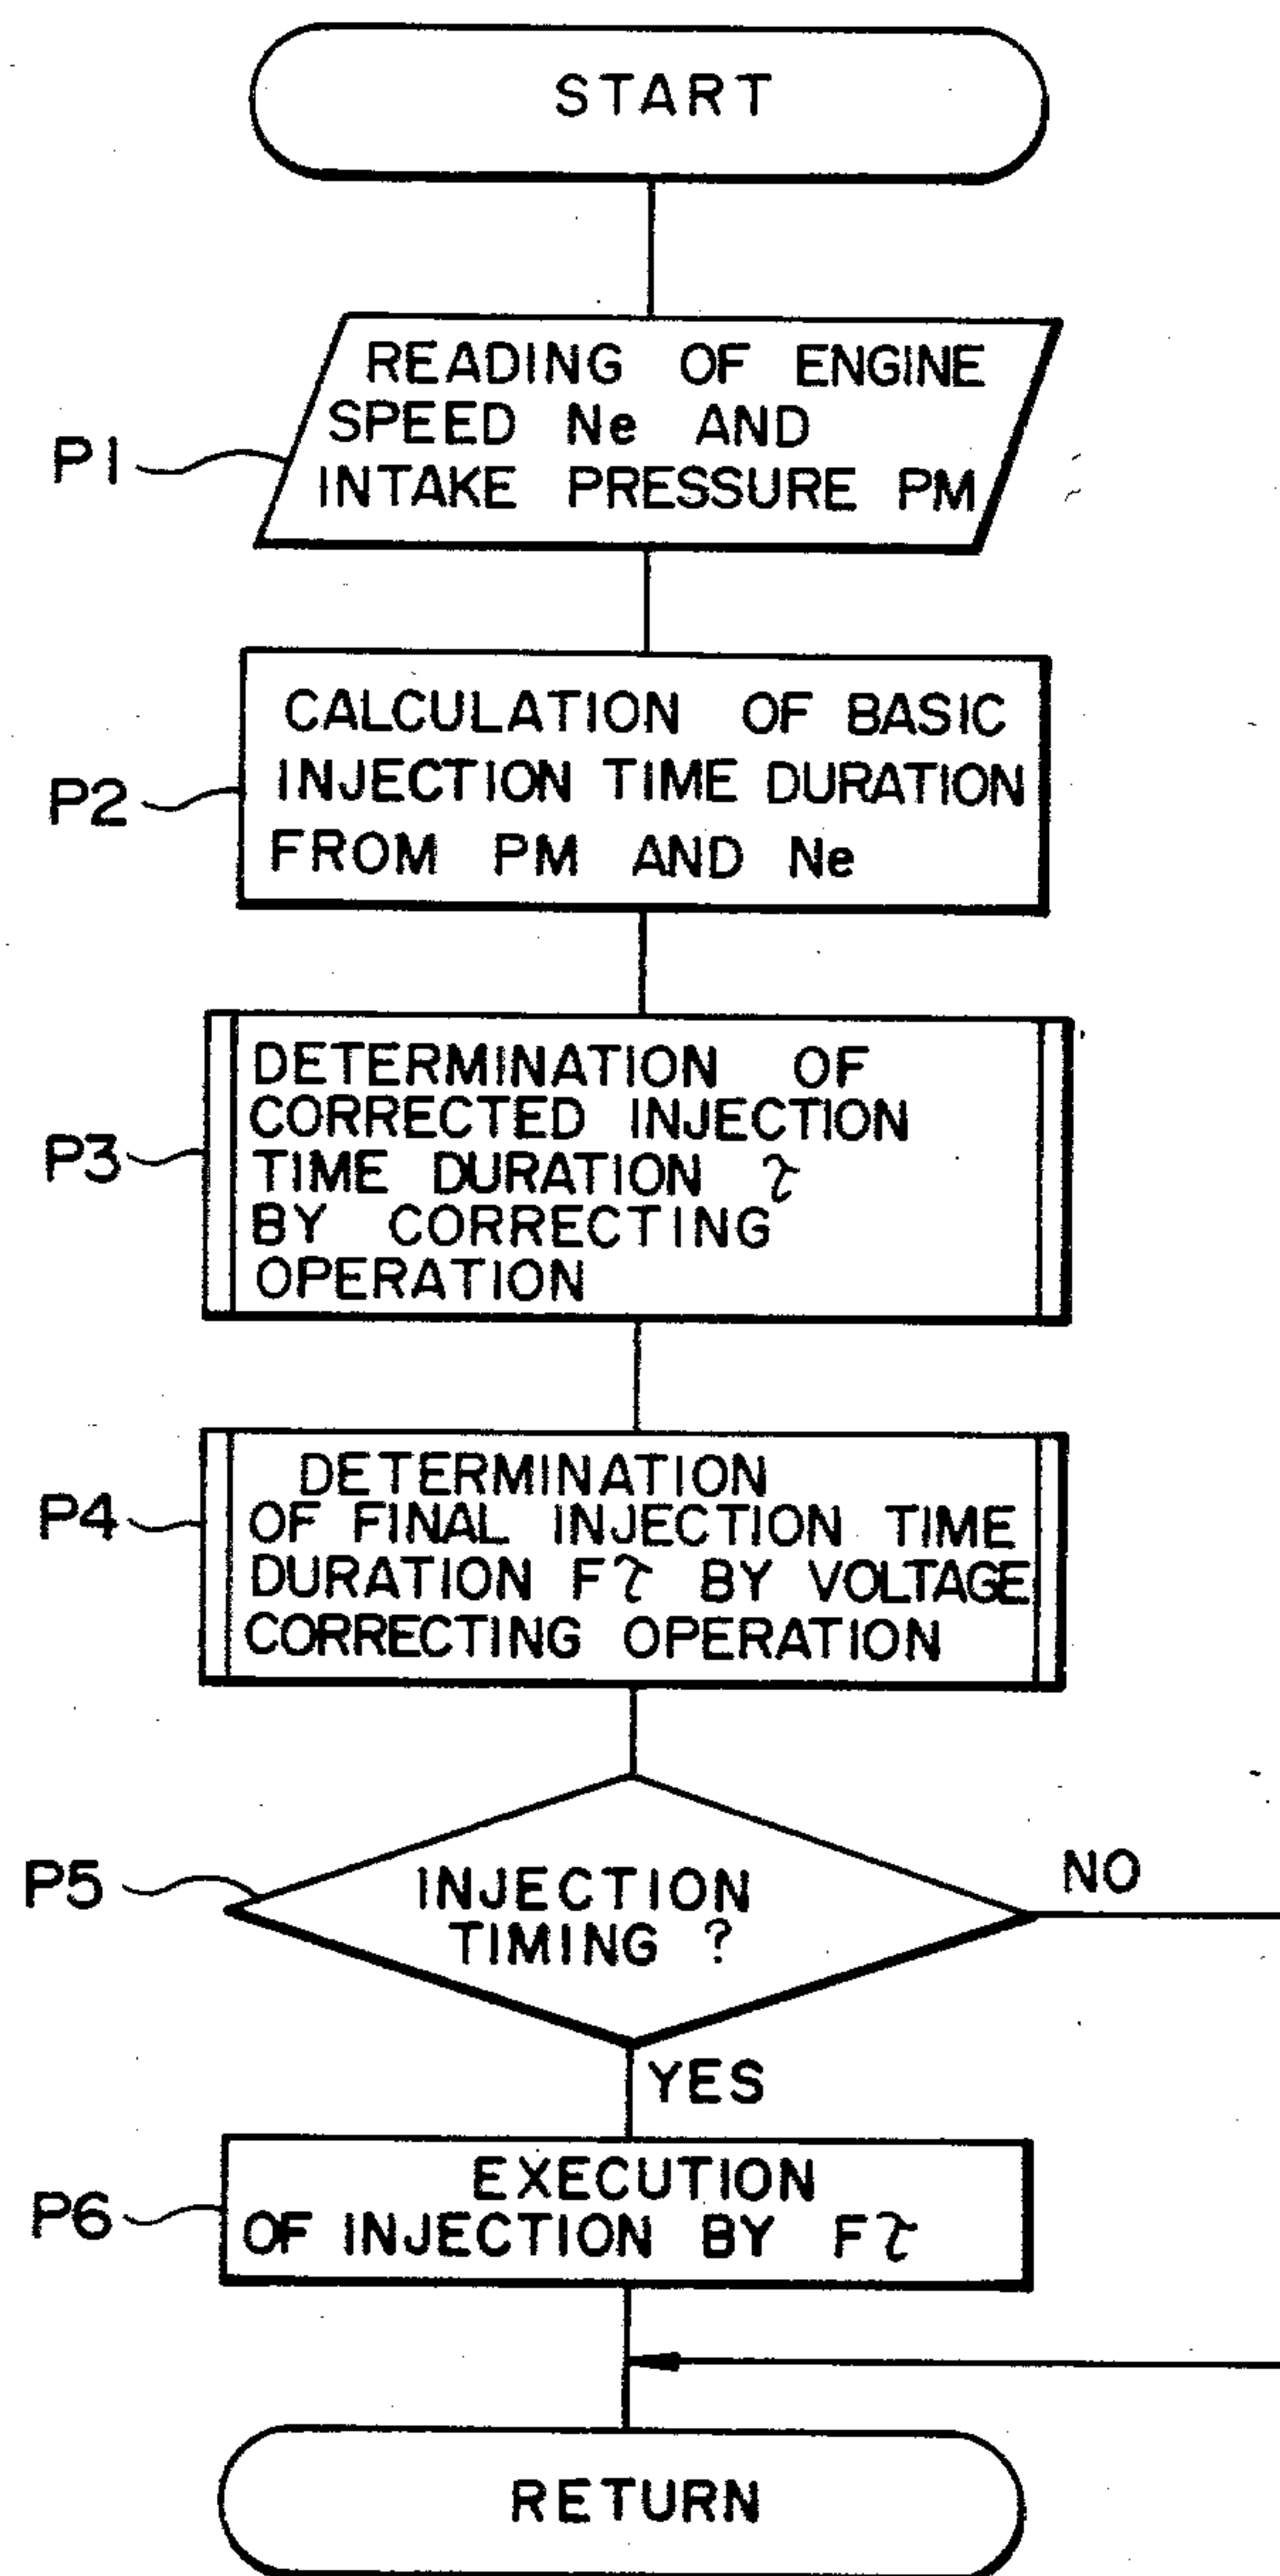 START
READING OF ENGINE
SPEED Ne AND
INTAKE PRESSURE PM
P1
CALCULATION OF BASIC
INJECTION TIME DURATION
FROM PM AND Ne
P2
DETERMINATION OF
CORRECTED INJECTION
TIME DURATION τ
BY CORRECTING
OPERATION
P3
DETERMINATION
OF FINAL INJECTION TIME
DURATION Fτ BY VOLTAGE
CORRECTING OPERATION
P4
INJECTION
TIMING ?
P5
NO
YES
EXECUTION
OF INJECTION BY Fτ
P6
RETURN